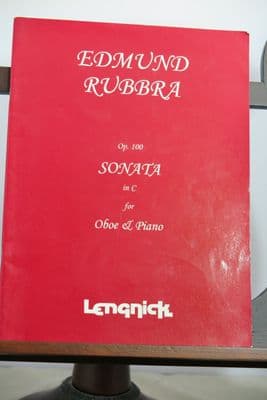 EDMUND
RUBBRA
Op. 100
SONATA
in C
for
Oboe & Piano
Lengnick